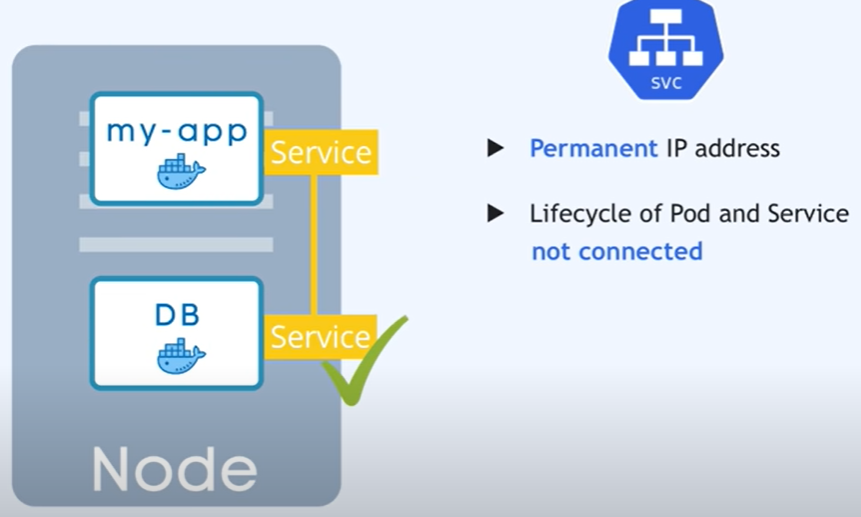 my-app
Service
DB
Service
Node
svc
Permanent IP address
Lifecycle of Pod and Service
not connected